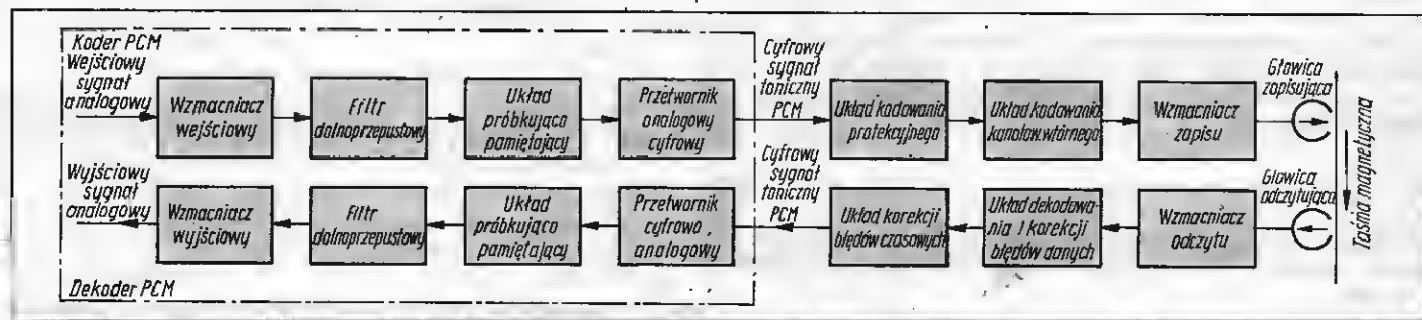 Koder PCM
Wejściowy
sygnał
analogowy
Wzmacniacz
wejściowy
Filtr
dolnoprzepustowy
Układ
próbkująco
pamiętający
Przetwornik
analogowy
cyfrowy
Cyfrowy
sygnał
foniczny
PCM
Układ kodowania
protekcyjnego
Układ kodowania
kanałow.wtórnego
Wzmacniacz
zapisu
Głowica
zapisująca
Taśma magnetyczna
Wyjściowy
sygnał
analogowy
Wzmacniacz
wyjściowy
Filtr
dolnoprzepustowy
Układ
próbkująco
pamiętający
Przetwornik
cyfrowo
analogowy
Cyfrowy
sygnał
foniczny
PCM
Układ korekcji
błędów czasowych
Układ dekodowa-
nia i korekcji
błędów danych
Wzmacniacz
odczytu
Głowica
odczytująca
Dekoder PCM